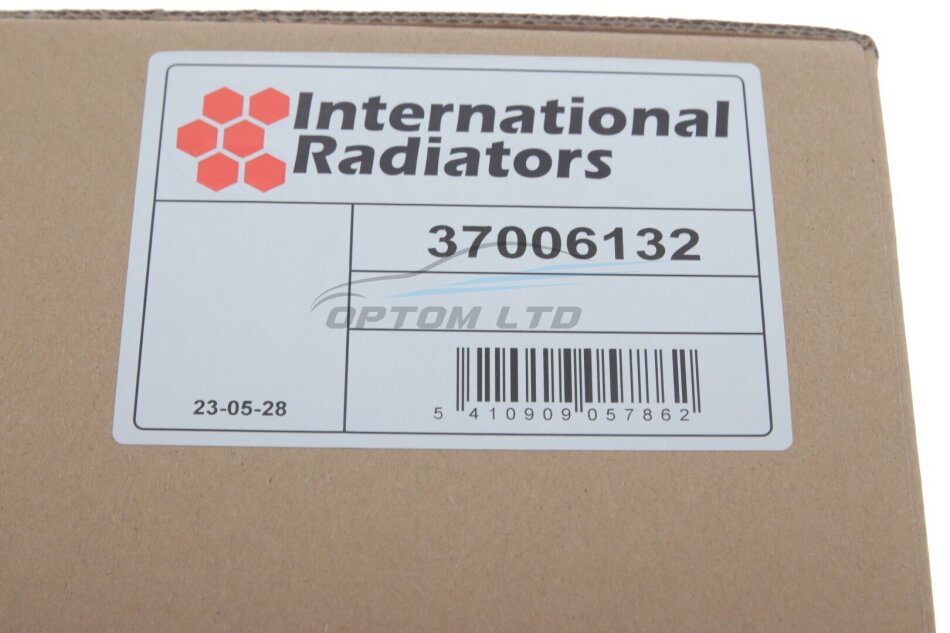 International
Radiators
37006132
OPTOM LTD
23-05-28
5 410909 057862